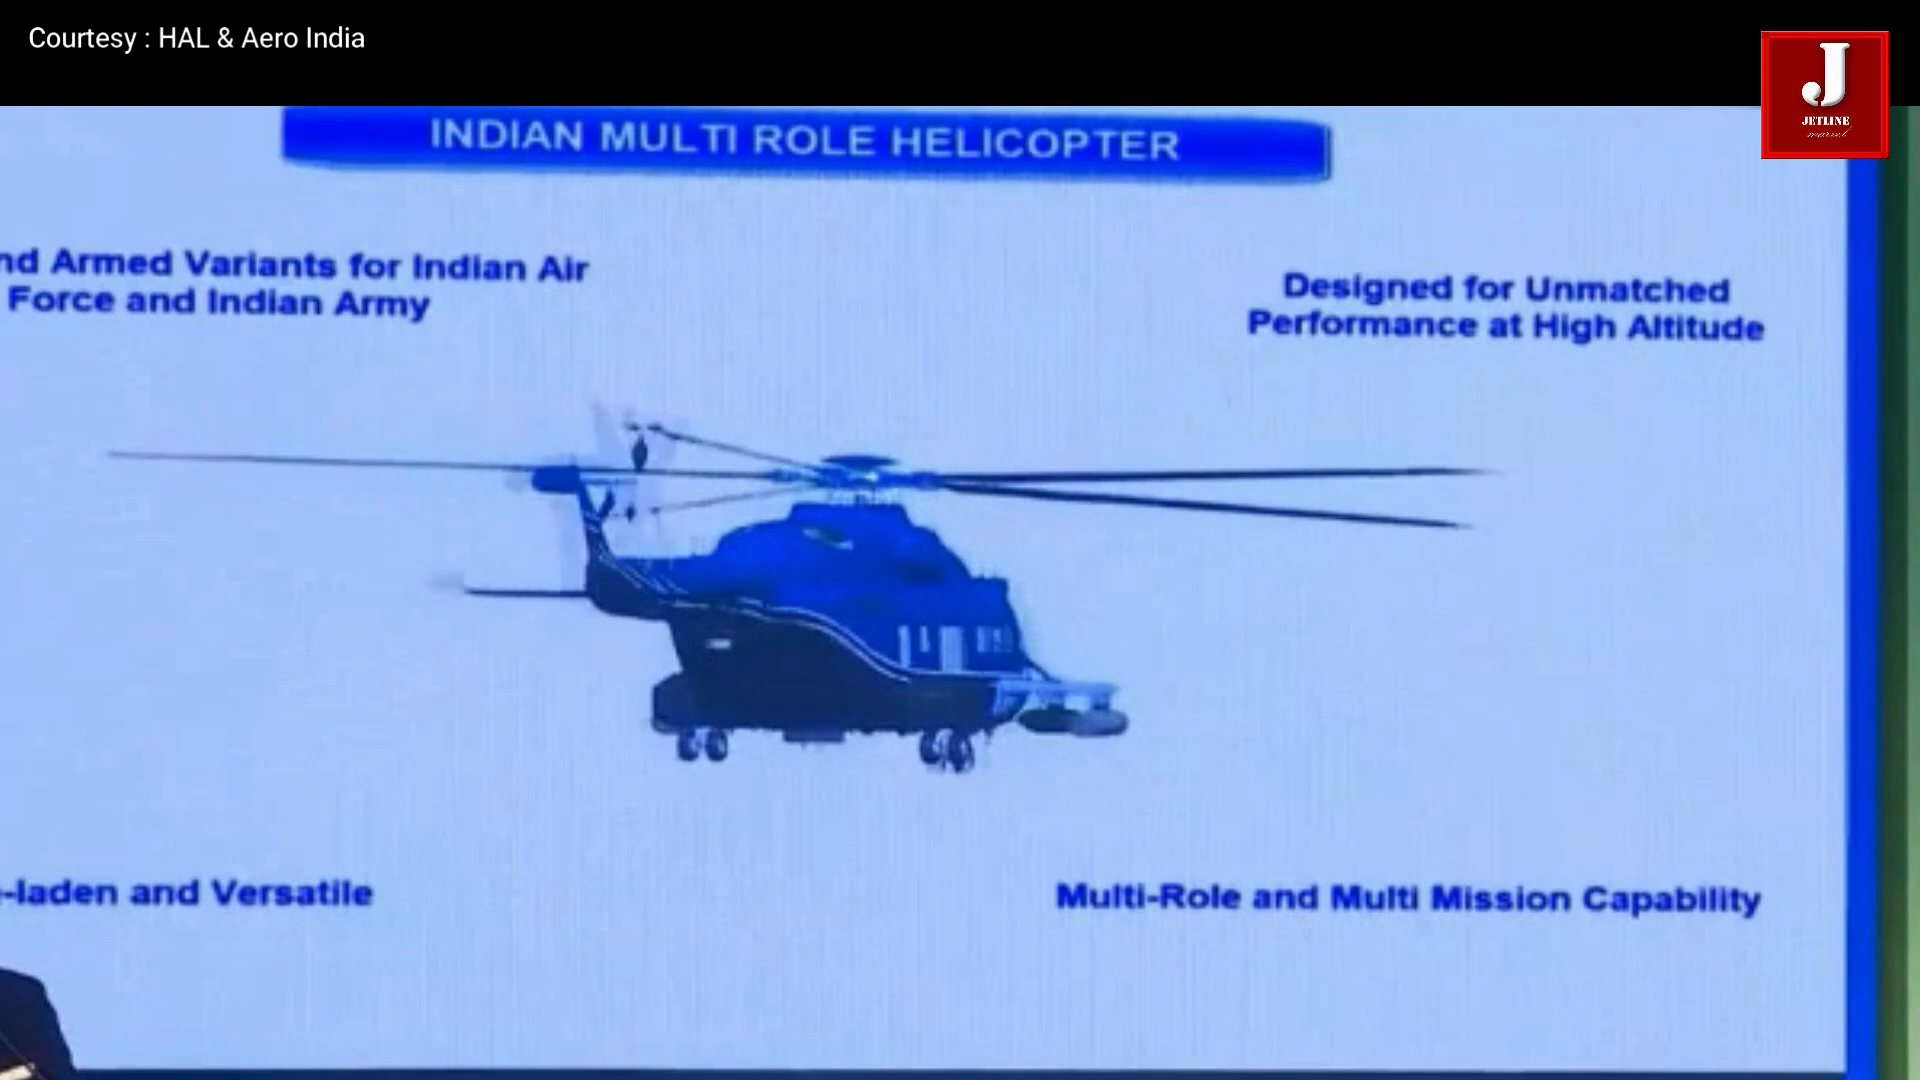 Courtesy : HAL & Aero India
J
JETLINE
marvel
INDIAN MULTI ROLE HELICOPTER
nd Armed Variants for Indian Air
Force and Indian Army
Designed for Unmatched
Performance at High Altitude
-laden and Versatile
Multi-Role and Multi Mission Capability